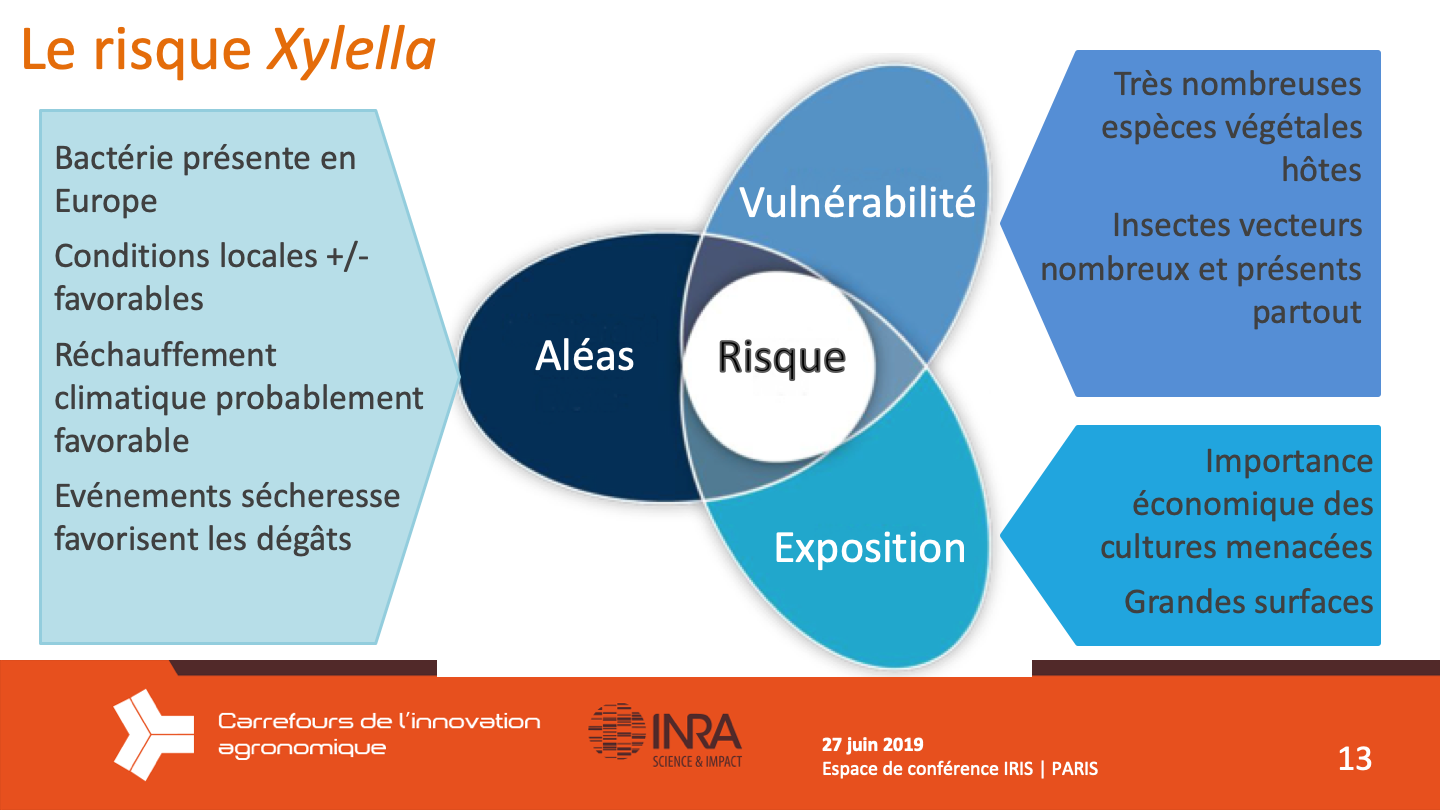 Le risque Xylella
Bactérie présente en
Europe
Conditions locales +/-
favorables
Réchauffement
climatique probablement
favorable
Evénements sécheresse
favorisent les dégâts
Vulnérabilité
Aléas
Risque
Exposition
Très nombreuses
espèces végétales
hôtes
Insectes vecteurs
nombreux et présents
partout
Importance
économique des
cultures menacées
Grandes surfaces
Carrefours de l'innovation
agronomique
INRA
SCIENCE & IMPACT
27 juin 2019
Espace de conférence IRIS | PARIS
13